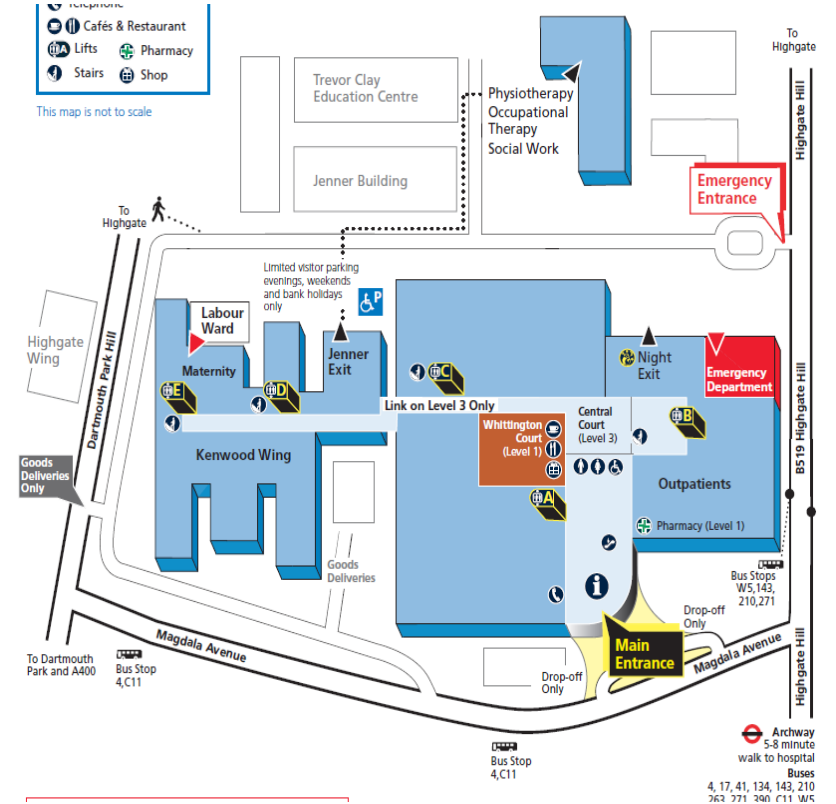 Telephone
Cafés & Restaurant
A Lifts
Pharmacy
Stairs
Shop
This map is not to scale
Trevor Clay
Education Centre
Jenner Building
Physiotherapy
Occupational
Therapy
Social Work
To
Highgate
Highgate Hill
Emergency
Entrance
To
Highgate
Limited visitor parking
evenings, weekends
and bank holidays
only
P
Labour
Ward
Highgate
Wing
Dartmouth Park Hill
Maternity
Jenner
Exit
E
D
C
Night
Exit
Emergency
Department
Link on Level 3 Only
Whittington
Court
(Level 1)
Central
Court
(Level 3)
B
B519 Highgate Hill
Kenwood Wing
Goods
Deliveries
Only
A
Outpatients
Pharmacy (Level 1)
Goods
Deliveries
i
Bus Stops
W5,143,
210,271
Drop-off
Only
Main
Entrance
Magdala Avenue
Magdala Avenue
Highgate Hill
To Dartmouth
Park and A400
Bus Stop
4,C11
Drop-off
Only
Bus Stop
4,C11
Archway
5-8 minute
walk to hospital
Buses
4, 17, 41, 134, 143, 210
263, 271, 390, C11, W5